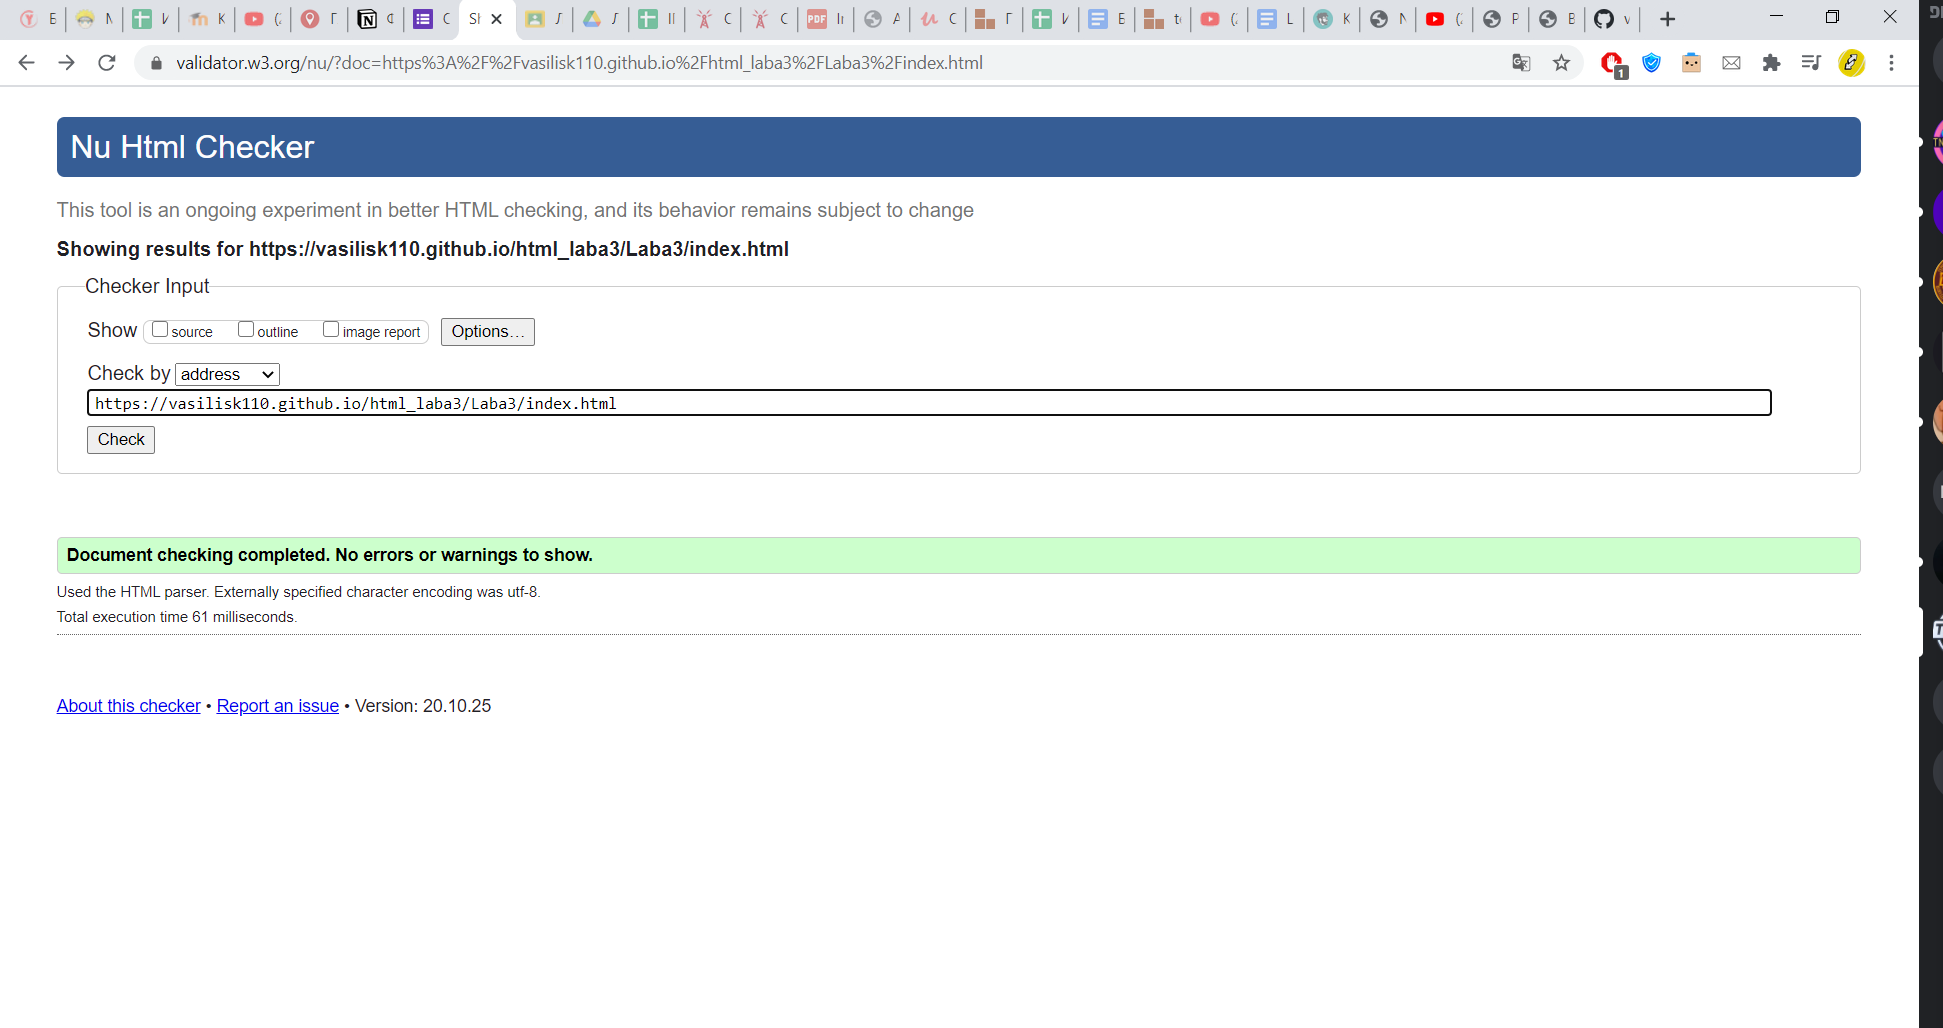 validator.w3.org/nu/?doc=https%3A%2F%2Fvasilisk110.github.io%2Fhtml_laba3%2FLaba3%2Findex.html
1
Nu Html Checker
This tool is an ongoing experiment in better HTML checking, and its behavior remains subject to change
Showing results for https://vasilisk110.github.io/html_laba3/Laba3/index.html
Checker Input
Show source outline image report Options...
Check by address
https://vasilisk110.github.io/html_laba3/Laba3/index.html
Check
Document checking completed. No errors or warnings to show.
Used the HTML parser. Externally specified character encoding was utf-8.
Total execution time 61 milliseconds.
About this checker • Report an issue • Version: 20.10.25